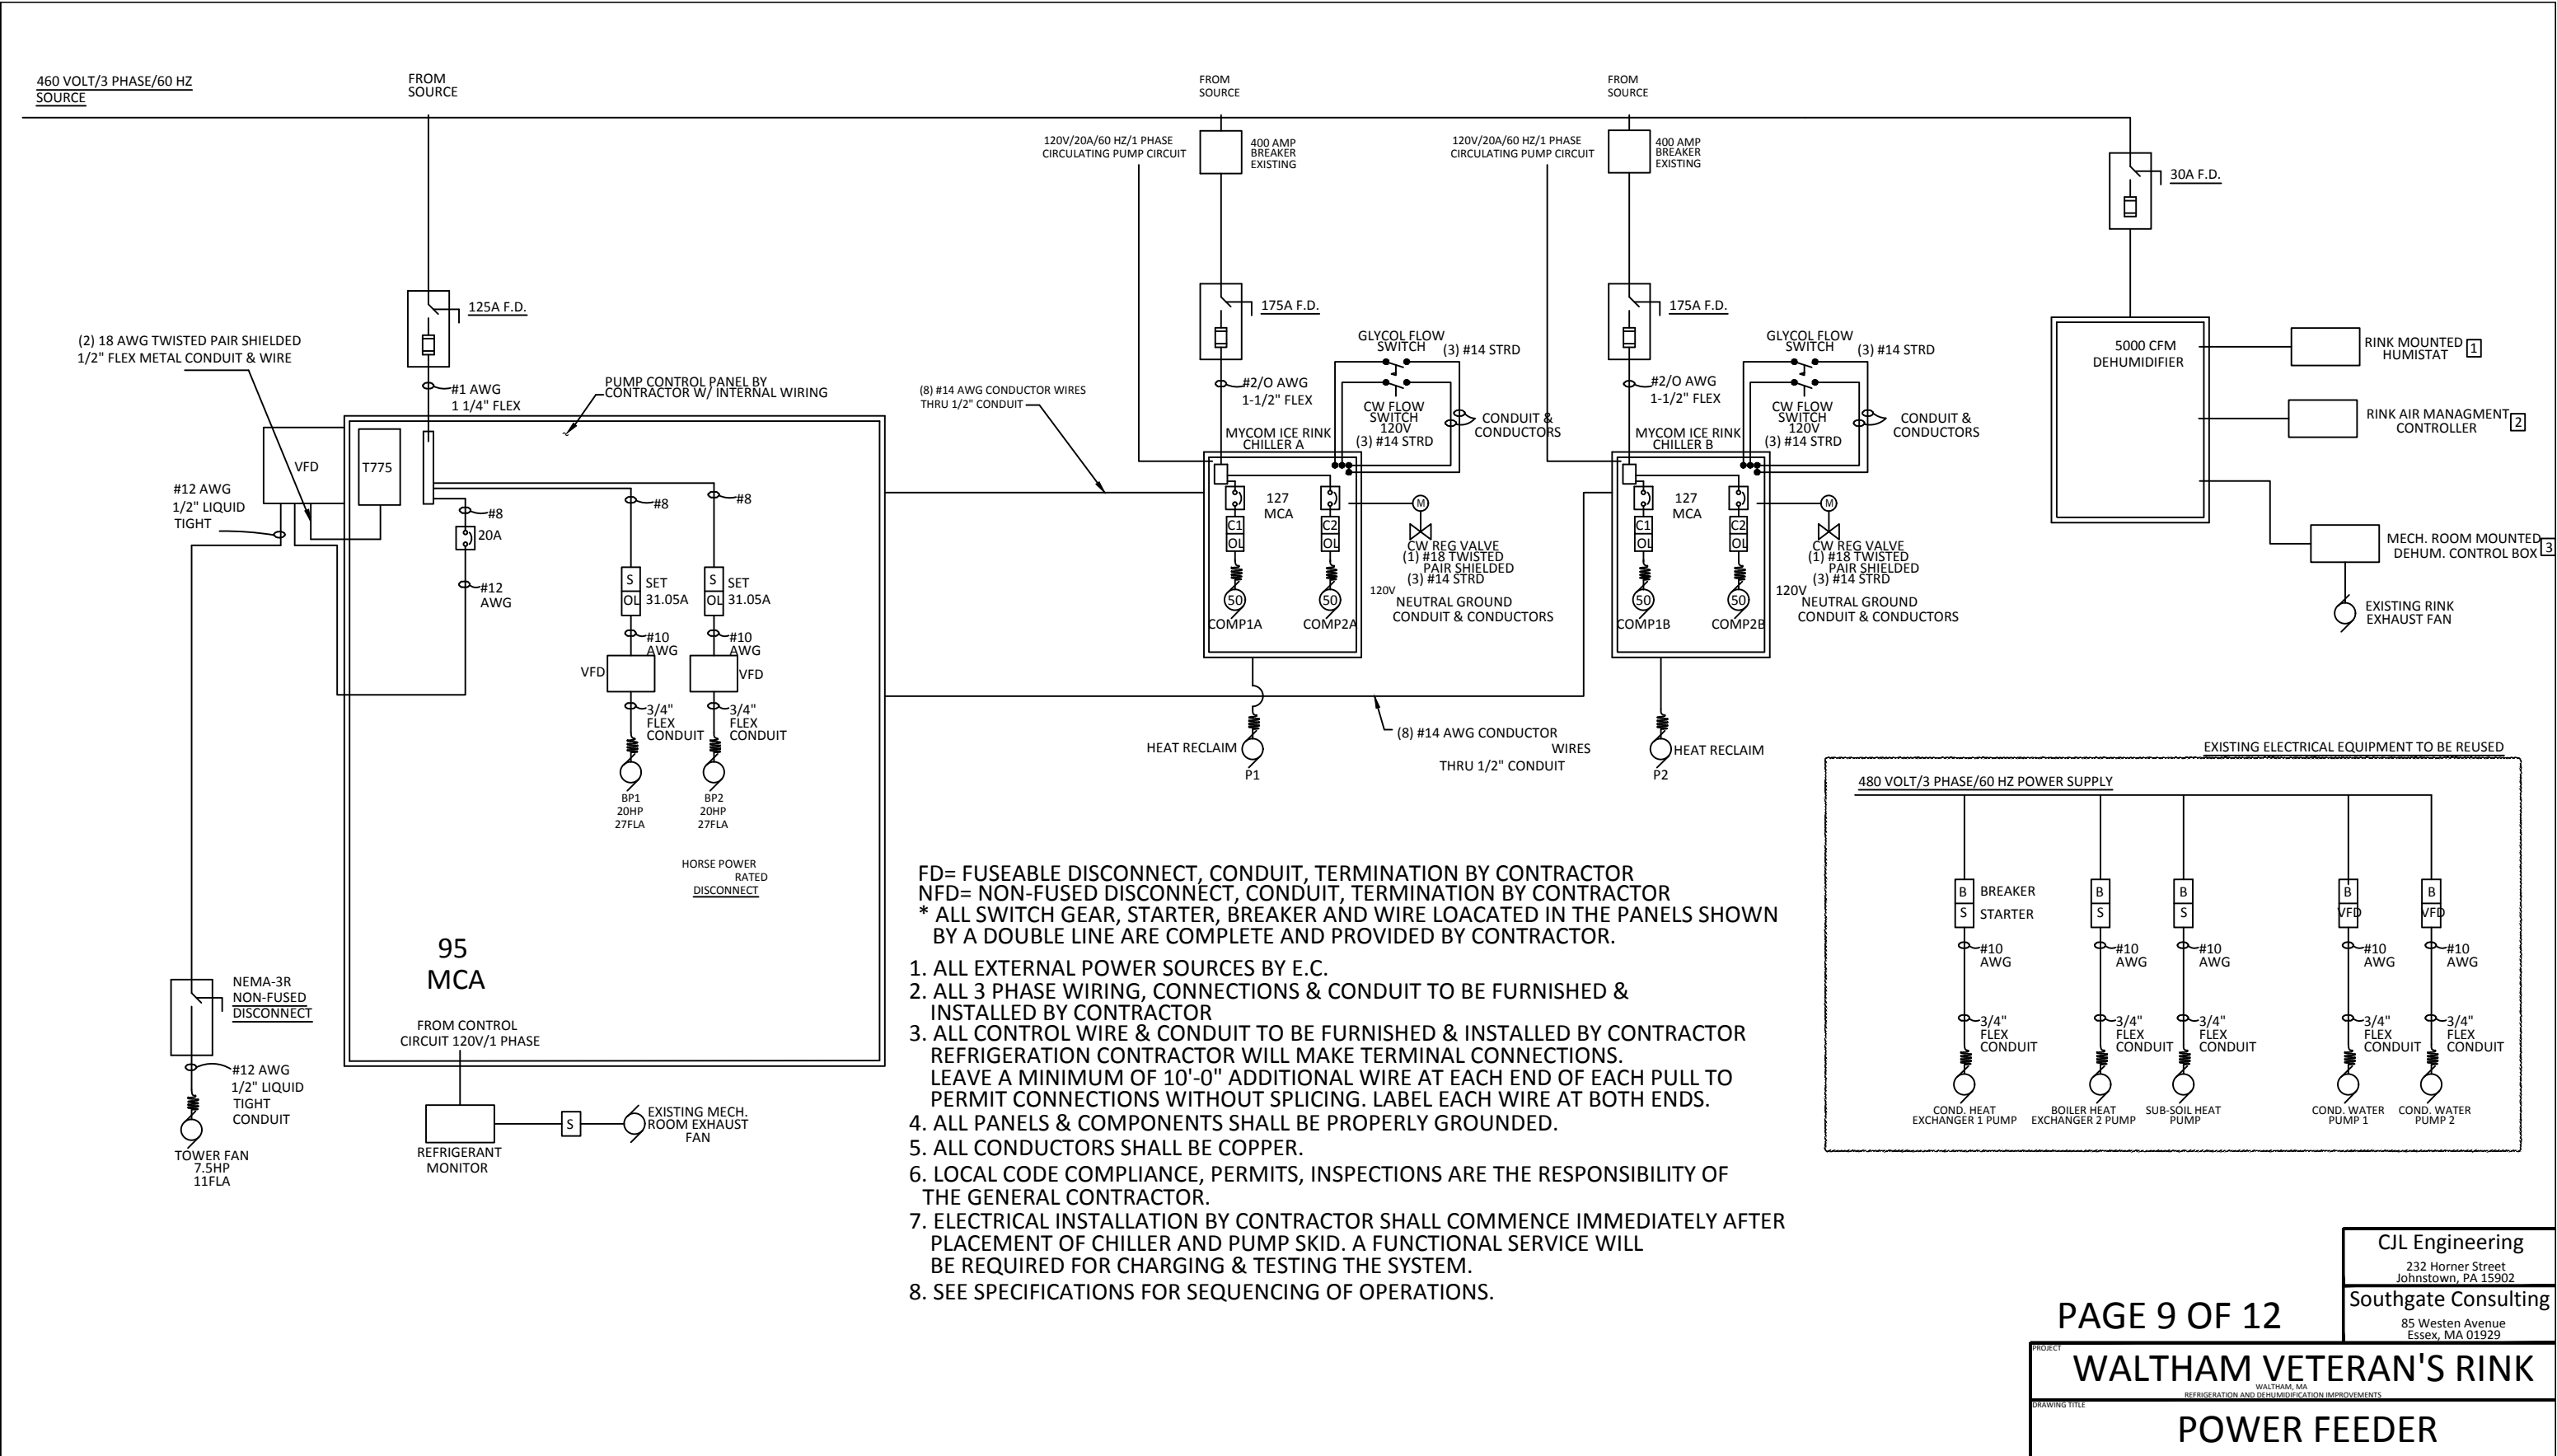 460 VOLT/3 PHASE/60 HZ
SOURCE
FROM
SOURCE
FROM
SOURCE
FROM
SOURCE
120V/20A/60 HZ/1 PHASE
CIRCULATING PUMP CIRCUIT
400 AMP
BREAKER
EXISTING
120V/20A/60 HZ/1 PHASE
CIRCULATING PUMP CIRCUIT
400 AMP
BREAKER
EXISTING
30A F.D.
125A F.D.
175A F.D.
175A F.D.
(2) 18 AWG TWISTED PAIR SHIELDED
1/2" FLEX METAL CONDUIT & WIRE
#1 AWG
1 1/4" FLEX
PUMP CONTROL PANEL BY
CONTRACTOR W/ INTERNAL WIRING
(8) #14 AWG CONDUCTOR WIRES
THRU 1/2" CONDUIT
#2/O AWG
1-1/2" FLEX
GLYCOL FLOW
SWITCH
(3) #14 STRD
CW FLOW
SWITCH
120V
(3) #14 STRD
CONDUIT &
CONDUCTORS
MYCOM ICE RINK
CHILLER A
#2/O AWG
1-1/2" FLEX
GLYCOL FLOW
SWITCH
(3) #14 STRD
CW FLOW
SWITCH
120V
(3) #14 STRD
CONDUIT &
CONDUCTORS
MYCOM ICE RINK
CHILLER B
5000 CFM
DEHUMIDIFIER
RINK MOUNTED
HUMISTAT
1
RINK AIR MANAGMENT
CONTROLLER
2
MECH. ROOM MOUNTED
DEHUM. CONTROL BOX
3
EXISTING RINK
EXHAUST FAN
VFD
T775
#12 AWG
1/2" LIQUID
TIGHT
#8
20A
#12
AWG
#8
#8
S
OL
SET
31.05A
S
OL
SET
31.05A
#10
AWG
#10
AWG
VFD
VFD
3/4"
FLEX
CONDUIT
3/4"
FLEX
CONDUIT
BP1
20HP
27FLA
BP2
20HP
27FLA
HORSE POWER
RATED
DISCONNECT
127
MCA
C1
OL
C2
OL
50
50
COMP1A
COMP2A
M
CW REG VALVE
(1) #18 TWISTED
PAIR SHIELDED
(3) #14 STRD
120V
NEUTRAL GROUND
CONDUIT & CONDUCTORS
127
MCA
C1
OL
C2
OL
50
50
COMP1B
COMP2B
M
CW REG VALVE
(1) #18 TWISTED
PAIR SHIELDED
(3) #14 STRD
120V
NEUTRAL GROUND
CONDUIT & CONDUCTORS
HEAT RECLAIM
P1
(8) #14 AWG CONDUCTOR
WIRES
THRU 1/2" CONDUIT
HEAT RECLAIM
P2
95
MCA
FROM CONTROL
CIRCUIT 120V/1 PHASE
NEMA-3R
NON-FUSED
DISCONNECT
#12 AWG
1/2" LIQUID
TIGHT
CONDUIT
TOWER FAN
7.5HP
11FLA
REFRIGERANT
MONITOR
S
EXISTING MECH.
ROOM EXHAUST
FAN
FD= FUSEABLE DISCONNECT, CONDUIT, TERMINATION BY CONTRACTOR
NFD= NON-FUSED DISCONNECT, CONDUIT, TERMINATION BY CONTRACTOR
* ALL SWITCH GEAR, STARTER, BREAKER AND WIRE LOACATED IN THE PANELS SHOWN
BY A DOUBLE LINE ARE COMPLETE AND PROVIDED BY CONTRACTOR.
1. ALL EXTERNAL POWER SOURCES BY E.C.
2. ALL 3 PHASE WIRING, CONNECTIONS & CONDUIT TO BE FURNISHED &
INSTALLED BY CONTRACTOR
3. ALL CONTROL WIRE & CONDUIT TO BE FURNISHED & INSTALLED BY CONTRACTOR
REFRIGERATION CONTRACTOR WILL MAKE TERMINAL CONNECTIONS.
LEAVE A MINIMUM OF 10'-0" ADDITIONAL WIRE AT EACH END OF EACH PULL TO
PERMIT CONNECTIONS WITHOUT SPLICING. LABEL EACH WIRE AT BOTH ENDS.
4. ALL PANELS & COMPONENTS SHALL BE PROPERLY GROUNDED.
5. ALL CONDUCTORS SHALL BE COPPER.
6. LOCAL CODE COMPLIANCE, PERMITS, INSPECTIONS ARE THE RESPONSIBILITY OF
THE GENERAL CONTRACTOR.
7. ELECTRICAL INSTALLATION BY CONTRACTOR SHALL COMMENCE IMMEDIATELY AFTER
PLACEMENT OF CHILLER AND PUMP SKID. A FUNCTIONAL SERVICE WILL
BE REQUIRED FOR CHARGING & TESTING THE SYSTEM.
8. SEE SPECIFICATIONS FOR SEQUENCING OF OPERATIONS.
EXISTING ELECTRICAL EQUIPMENT TO BE REUSED
480 VOLT/3 PHASE/60 HZ POWER SUPPLY
B
BREAKER
S
STARTER
B
S
B
S
B
VFD
B
VFD
#10
AWG
#10
AWG
#10
AWG
#10
AWG
#10
AWG
3/4"
FLEX
CONDUIT
3/4"
FLEX
CONDUIT
3/4"
FLEX
CONDUIT
3/4"
FLEX
CONDUIT
3/4"
FLEX
CONDUIT
COND. HEAT
EXCHANGER 1 PUMP
BOILER HEAT
EXCHANGER 2 PUMP
SUB-SOIL HEAT
PUMP
COND. WATER
PUMP 1
COND. WATER
PUMP 2
CJL Engineering
232 Horner Street
Johnstown, PA 15902
Southgate Consulting
85 Westen Avenue
Essex, MA 01929
PAGE 9 OF 12
PROJECT
WALTHAM VETERAN'S RINK
WALTHAM, MA
REFRIGERATION AND DEHUMIDIFICATION IMPROVEMENTS
DRAWING TITLE
POWER FEEDER